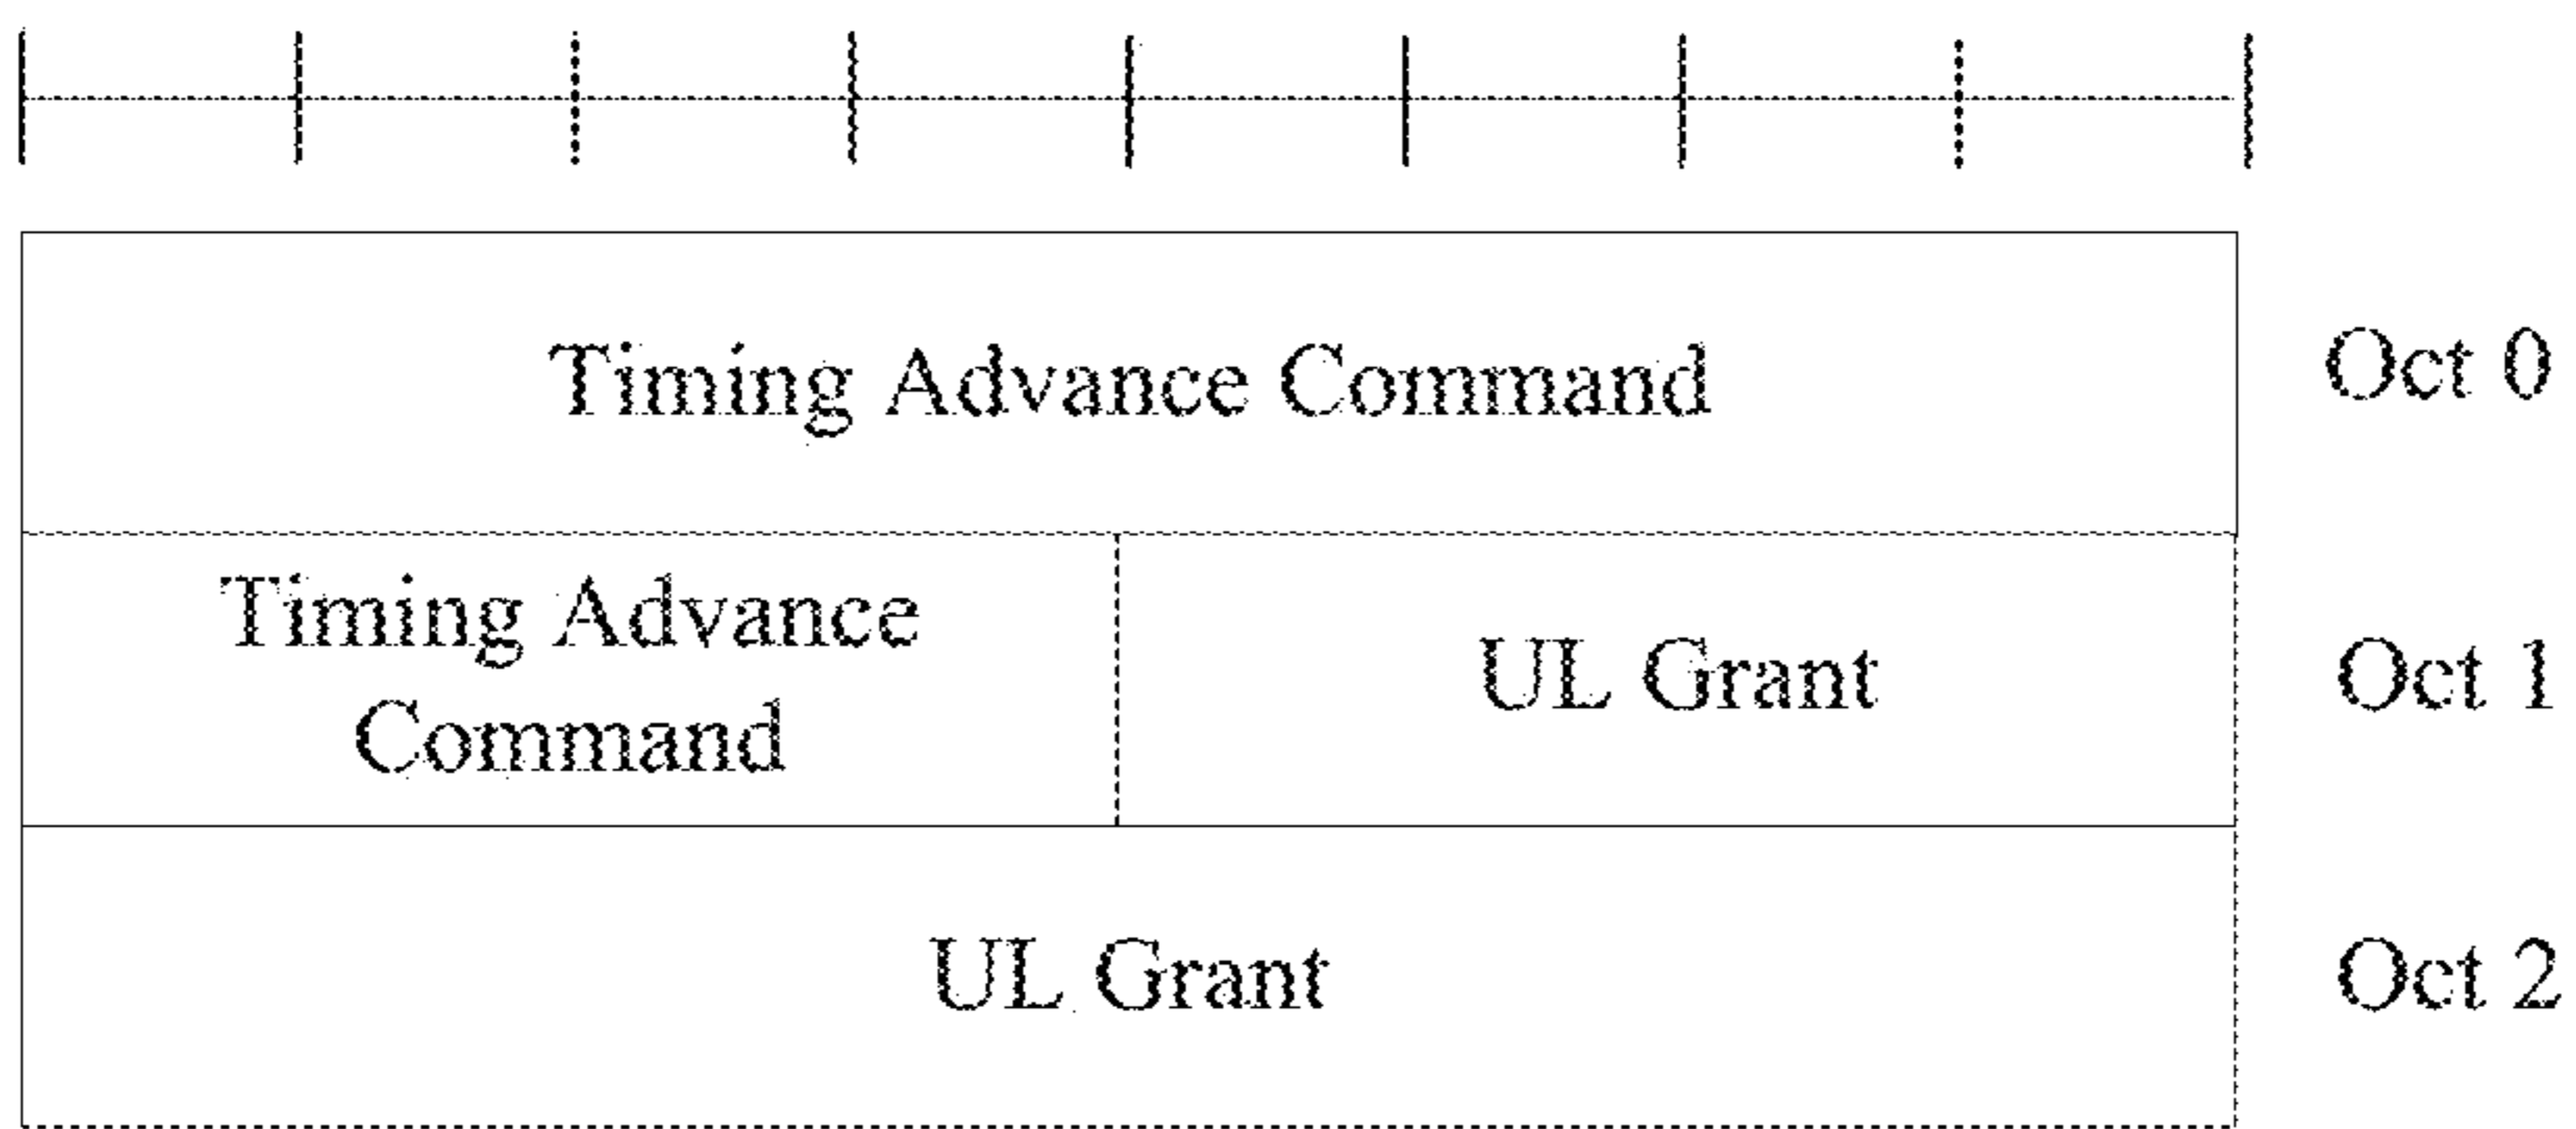 Timing Advance Command
Oct 0
Timing Advance
Command
UL Grant
Oct 1
UL Grant
Oct 2